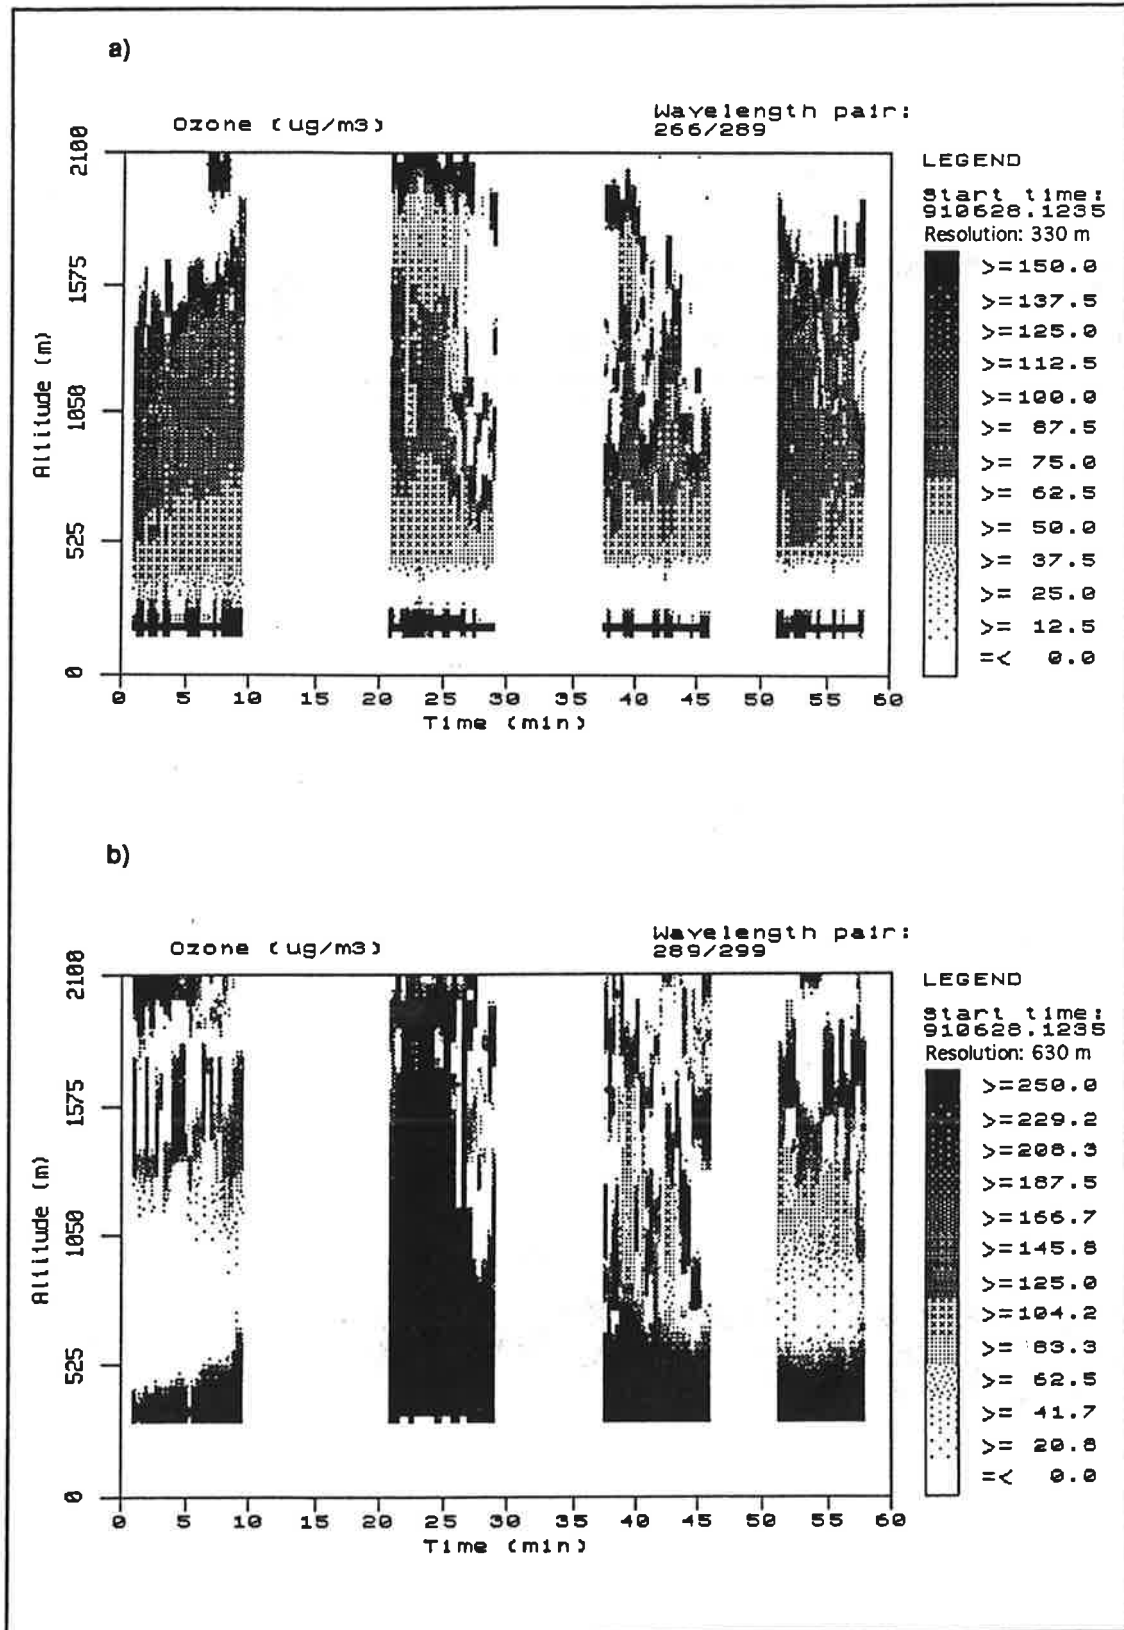 a)
Ozone (ug/m3)
Wavelength pair:
266/289
2100
1575
1050
525
0
Altitude (m)
0 5 10 15 20 25 30 35 40 45 50 55 60
Time (min)
LEGEND
Start time:
910628.1235
Resolution: 330 m
>=150.0
>=137.5
>=125.0
>=112.5
>=100.0
>= 87.5
>= 75.0
>= 62.5
>= 50.0
>= 37.5
>= 25.0
>= 12.5
=< 0.0
b)
Ozone (ug/m3)
Wavelength pair:
289/299
2100
1575
1050
525
0
Altitude (m)
0 5 10 15 20 25 30 35 40 45 50 55 60
Time (min)
LEGEND
Start time:
910628.1235
Resolution: 630 m
>=250.0
>=229.2
>=208.3
>=187.5
>=166.7
>=145.8
>=125.0
>=104.2
>= 83.3
>= 62.5
>= 41.7
>= 20.8
=< 0.0